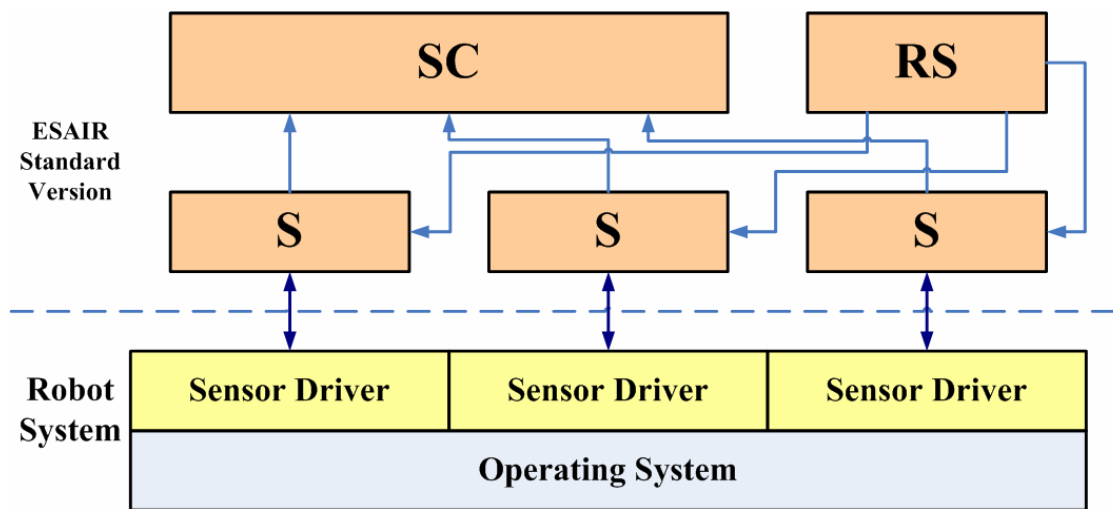 SC
RS
ESAIR
Standard
Version
S
S
S
Robot
System
Sensor Driver
Sensor Driver
Sensor Driver
Operating System